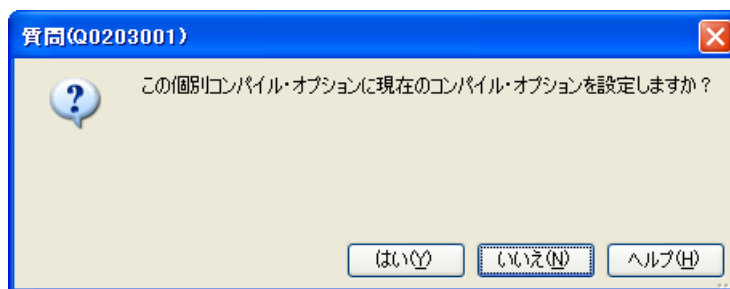 質問(Q0203001)
この個別コンパイル・オプションに現在のコンパイル・オプションを設定しますか？
はい(Y) いいえ(N) ヘルプ(H)